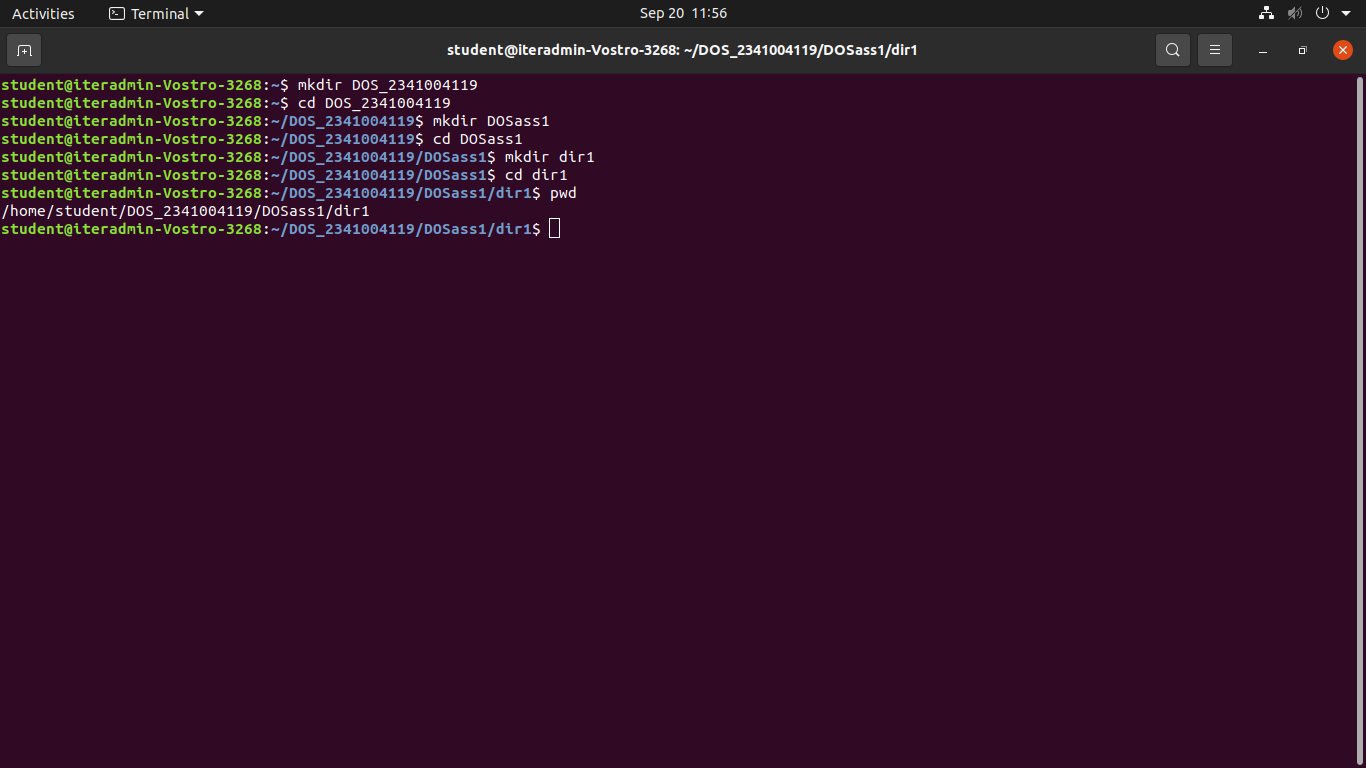 Activities Terminal Sep 20 11:56
student@iteradmin-Vostro-3268: ~/DOS_2341004119/DOSass1/dir1
student@iteradmin-Vostro-3268:~$ mkdir DOS_2341004119
student@iteradmin-Vostro-3268:~$ cd DOS_2341004119
student@iteradmin-Vostro-3268:~/DOS_2341004119$ mkdir DOSass1
student@iteradmin-Vostro-3268:~/DOS_2341004119$ cd DOSass1
student@iteradmin-Vostro-3268:~/DOS_2341004119/DOSass1$ mkdir dir1
student@iteradmin-Vostro-3268:~/DOS_2341004119/DOSass1$ cd dir1
student@iteradmin-Vostro-3268:~/DOS_2341004119/DOSass1/dir1$ pwd
/home/student/DOS_2341004119/DOSass1/dir1
student@iteradmin-Vostro-3268:~/DOS_2341004119/DOSass1/dir1$